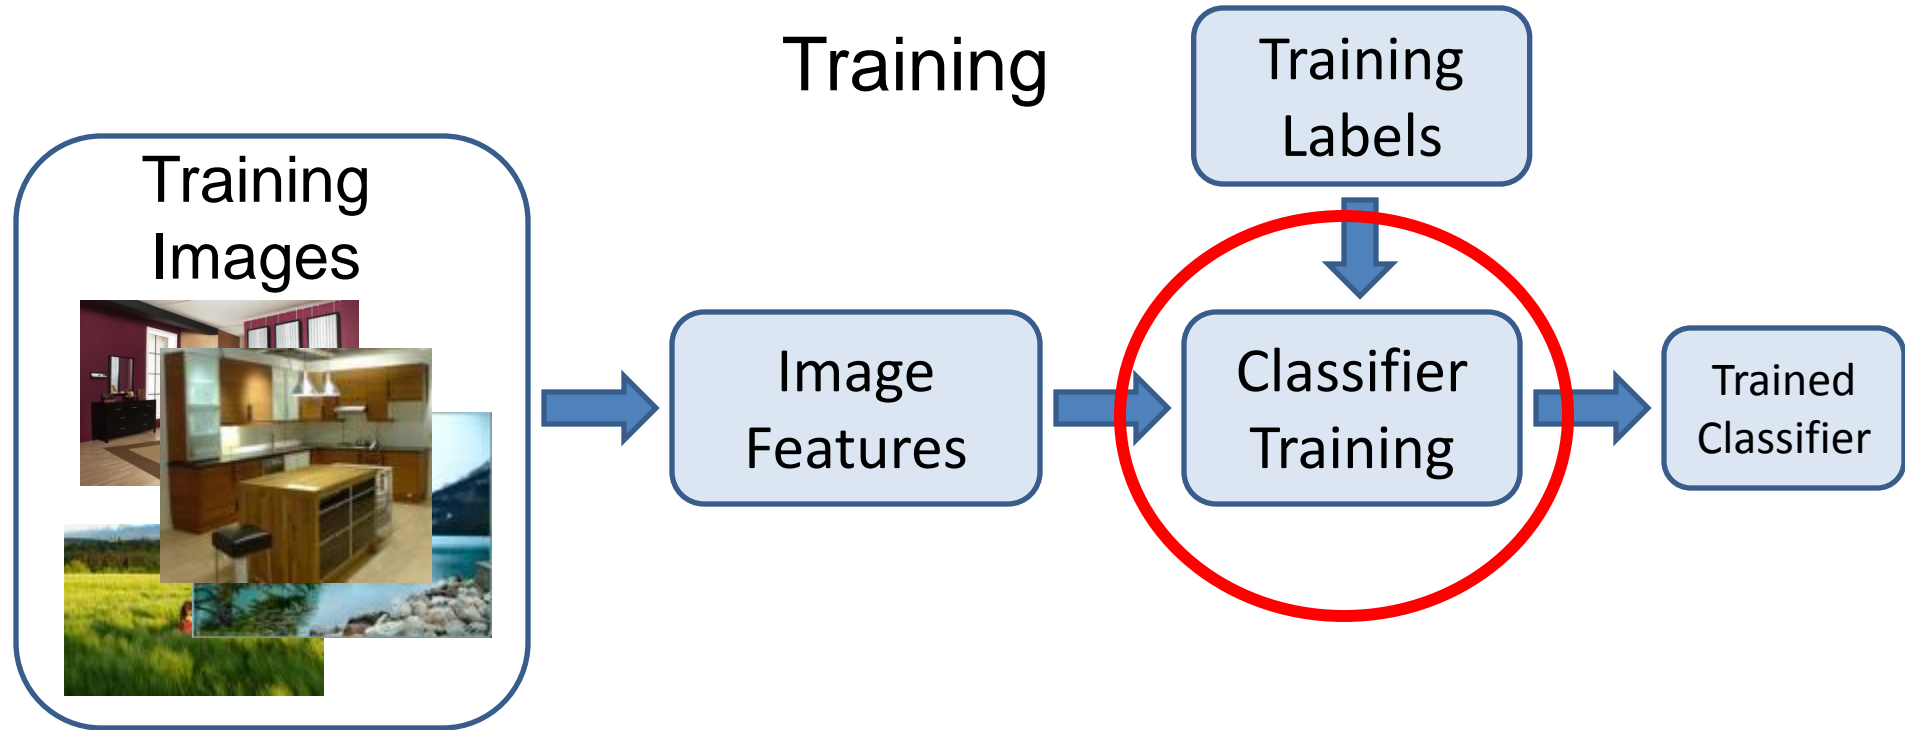 Training
Training
Labels
Training
Images
Image
Features
Classifier
Training
Trained
Classifier